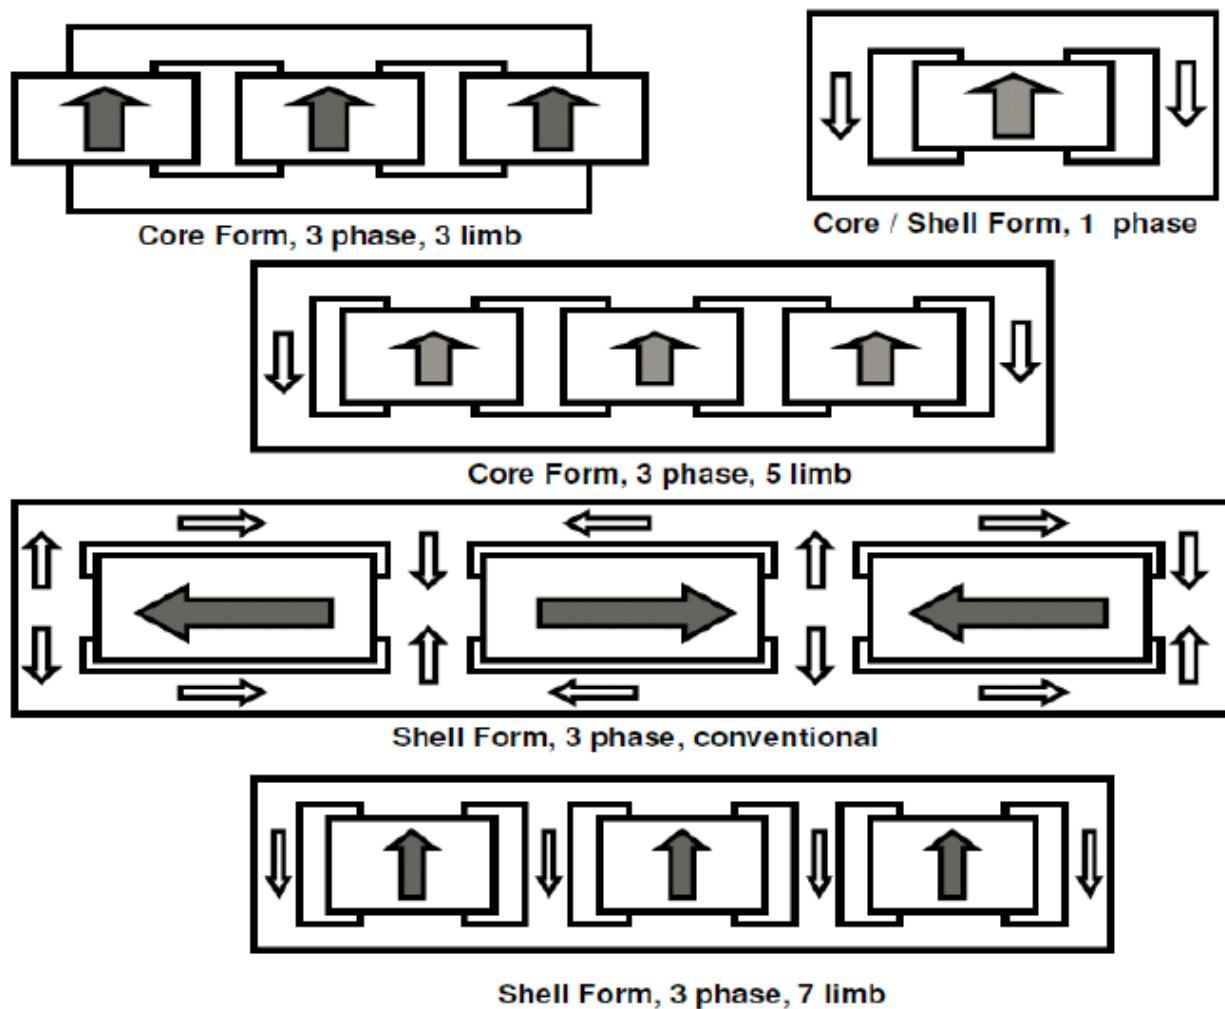 Core Form, 3 phase, 3 limb
Core / Shell Form, 1 phase
Core Form, 3 phase, 5 limb
Shell Form, 3 phase, conventional
Shell Form, 3 phase, 7 limb